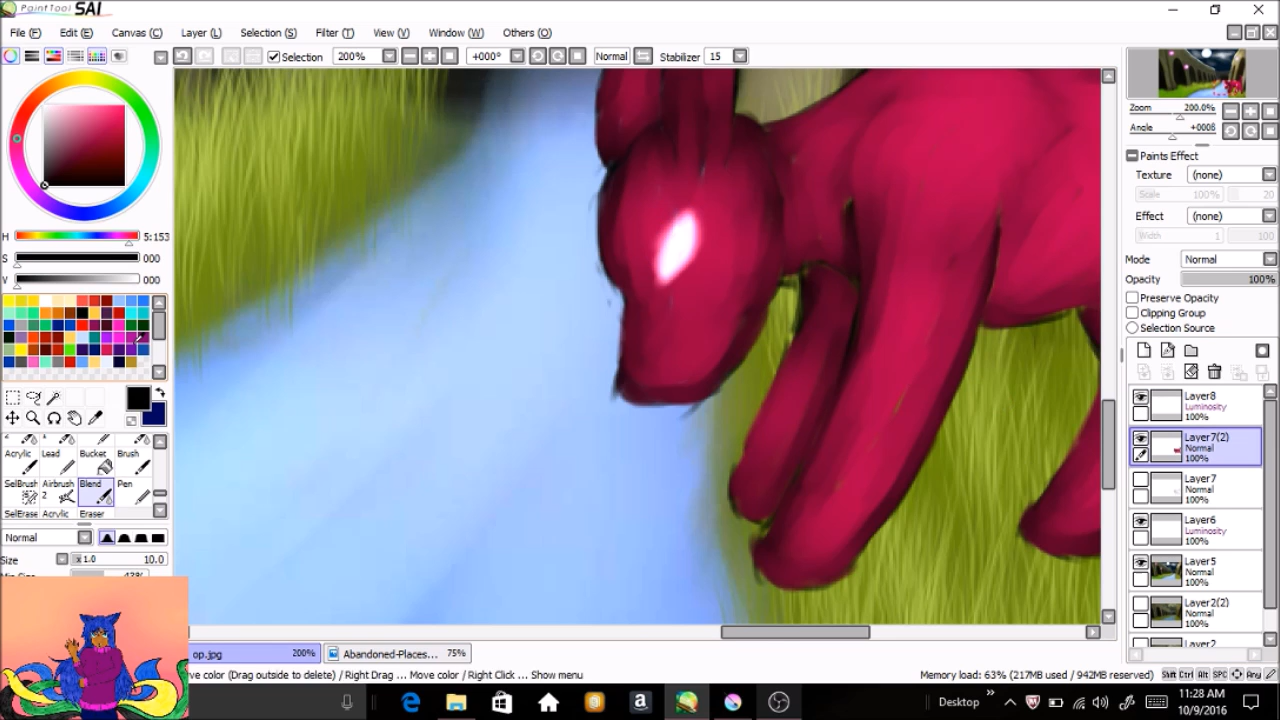 PaintTool SAI
File (F) Edit (E) Canvas (C) Layer (L) Selection (S) Filter (T) View (V) Window (W) Others (O)
Selection 200% +000° Normal Stabilizer 15
Zoom 200.0%
Angle +0008
Paints Effect
Texture (none)
Scale 100% 20
Effect (none)
Width 1 100
Mode Normal
Opacity 100%
Preserve Opacity
Clipping Group
Selection Source
H 5:153
S 000
V 000
Acrylic Lead Bucket Brush
SelBrush Airbrush Blend Pen
2
SelErase Acrylic Eraser
Normal
Size x 1.0 10.0
Layer8
Luminosity
100%
Layer7(2)
Normal
100%
Layer7
Normal
100%
Layer6
Luminosity
100%
Layer5
Normal
100%
Layer2(2)
Normal
100%
Layer2
op.jpg 200% Abandoned-Places... 75%
ve color (Drag outside to delete) / Right Drag ... Move color / Right Click ... Show menu
Memory load: 63% (217MB used / 942MB reserved) Shift Ctrl Alt SPC Any
Desktop
11:28 AM
10/9/2016